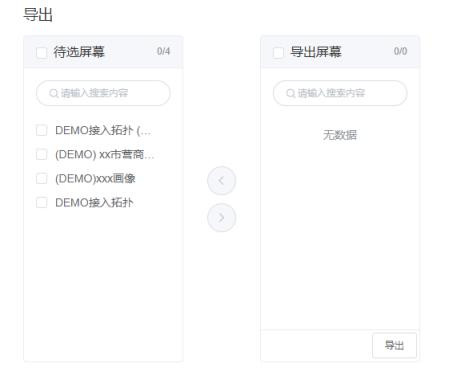 导出
待选屏幕 0/4
请输入搜索内容
DEMO接入拓扑 (...
(DEMO) xx市营商...
(DEMO)xxx画像
DEMO接入拓扑
导出屏幕 0/0
请输入搜索内容
无数据
导出